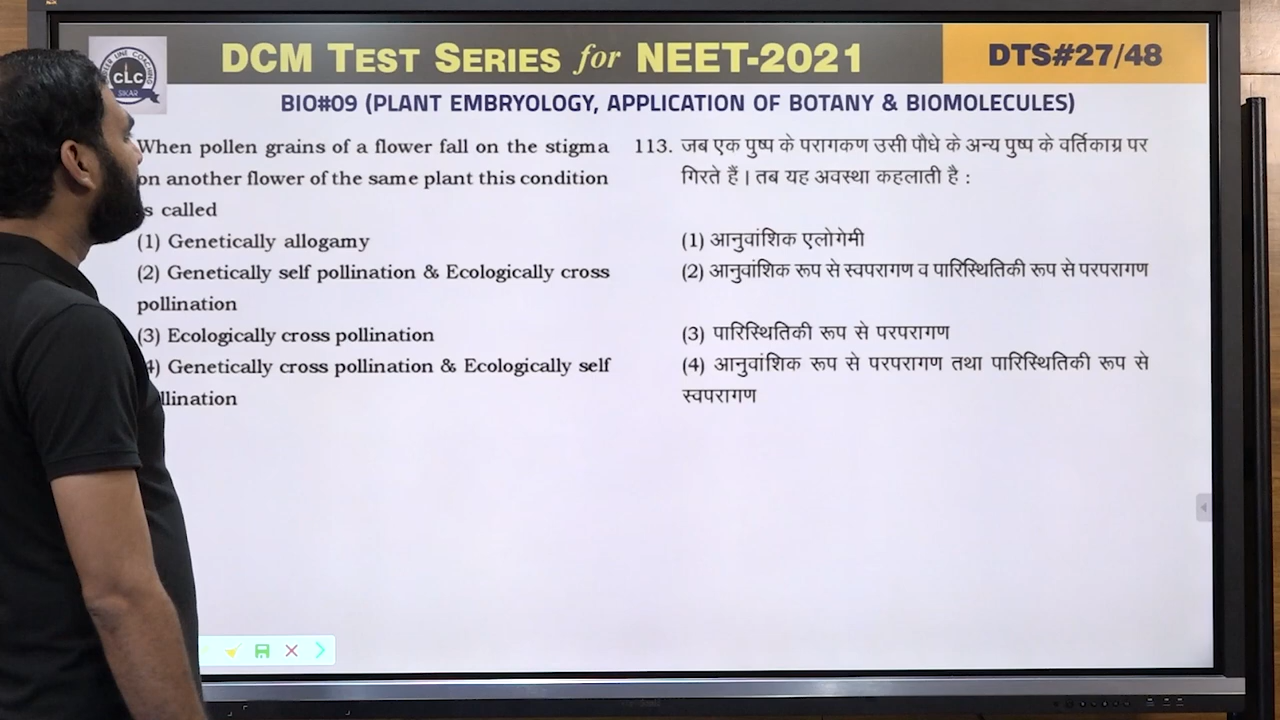 DCM TEST SERIES for NEET-2021
DTS#27/48
CLC
SIKAR
BIO#09 (PLANT EMBRYOLOGY, APPLICATION OF BOTANY & BIOMOLECULES)
When pollen grains of a flower fall on the stigma
on another flower of the same plant this condition
is called
(1) Genetically allogamy
(2) Genetically self pollination & Ecologically cross
pollination
(3) Ecologically cross pollination
4) Genetically cross pollination & Ecologically self
llination
113. जब एक पुष्प के परागकण उसी पौधे के अन्य पुष्प के वर्तिकाग्र पर
गिरते हैं। तब यह अवस्था कहलाती है :
(1) आनुवांशिक एलोगेमी
(2) आनुवांशिक रूप से स्वपरागण व पारिस्थितिकी रूप से परपरागण
(3) पारिस्थितिकी रूप से परपरागण
(4) आनुवांशिक रूप से परपरागण तथा पारिस्थितिकी रूप से
स्वपरागण